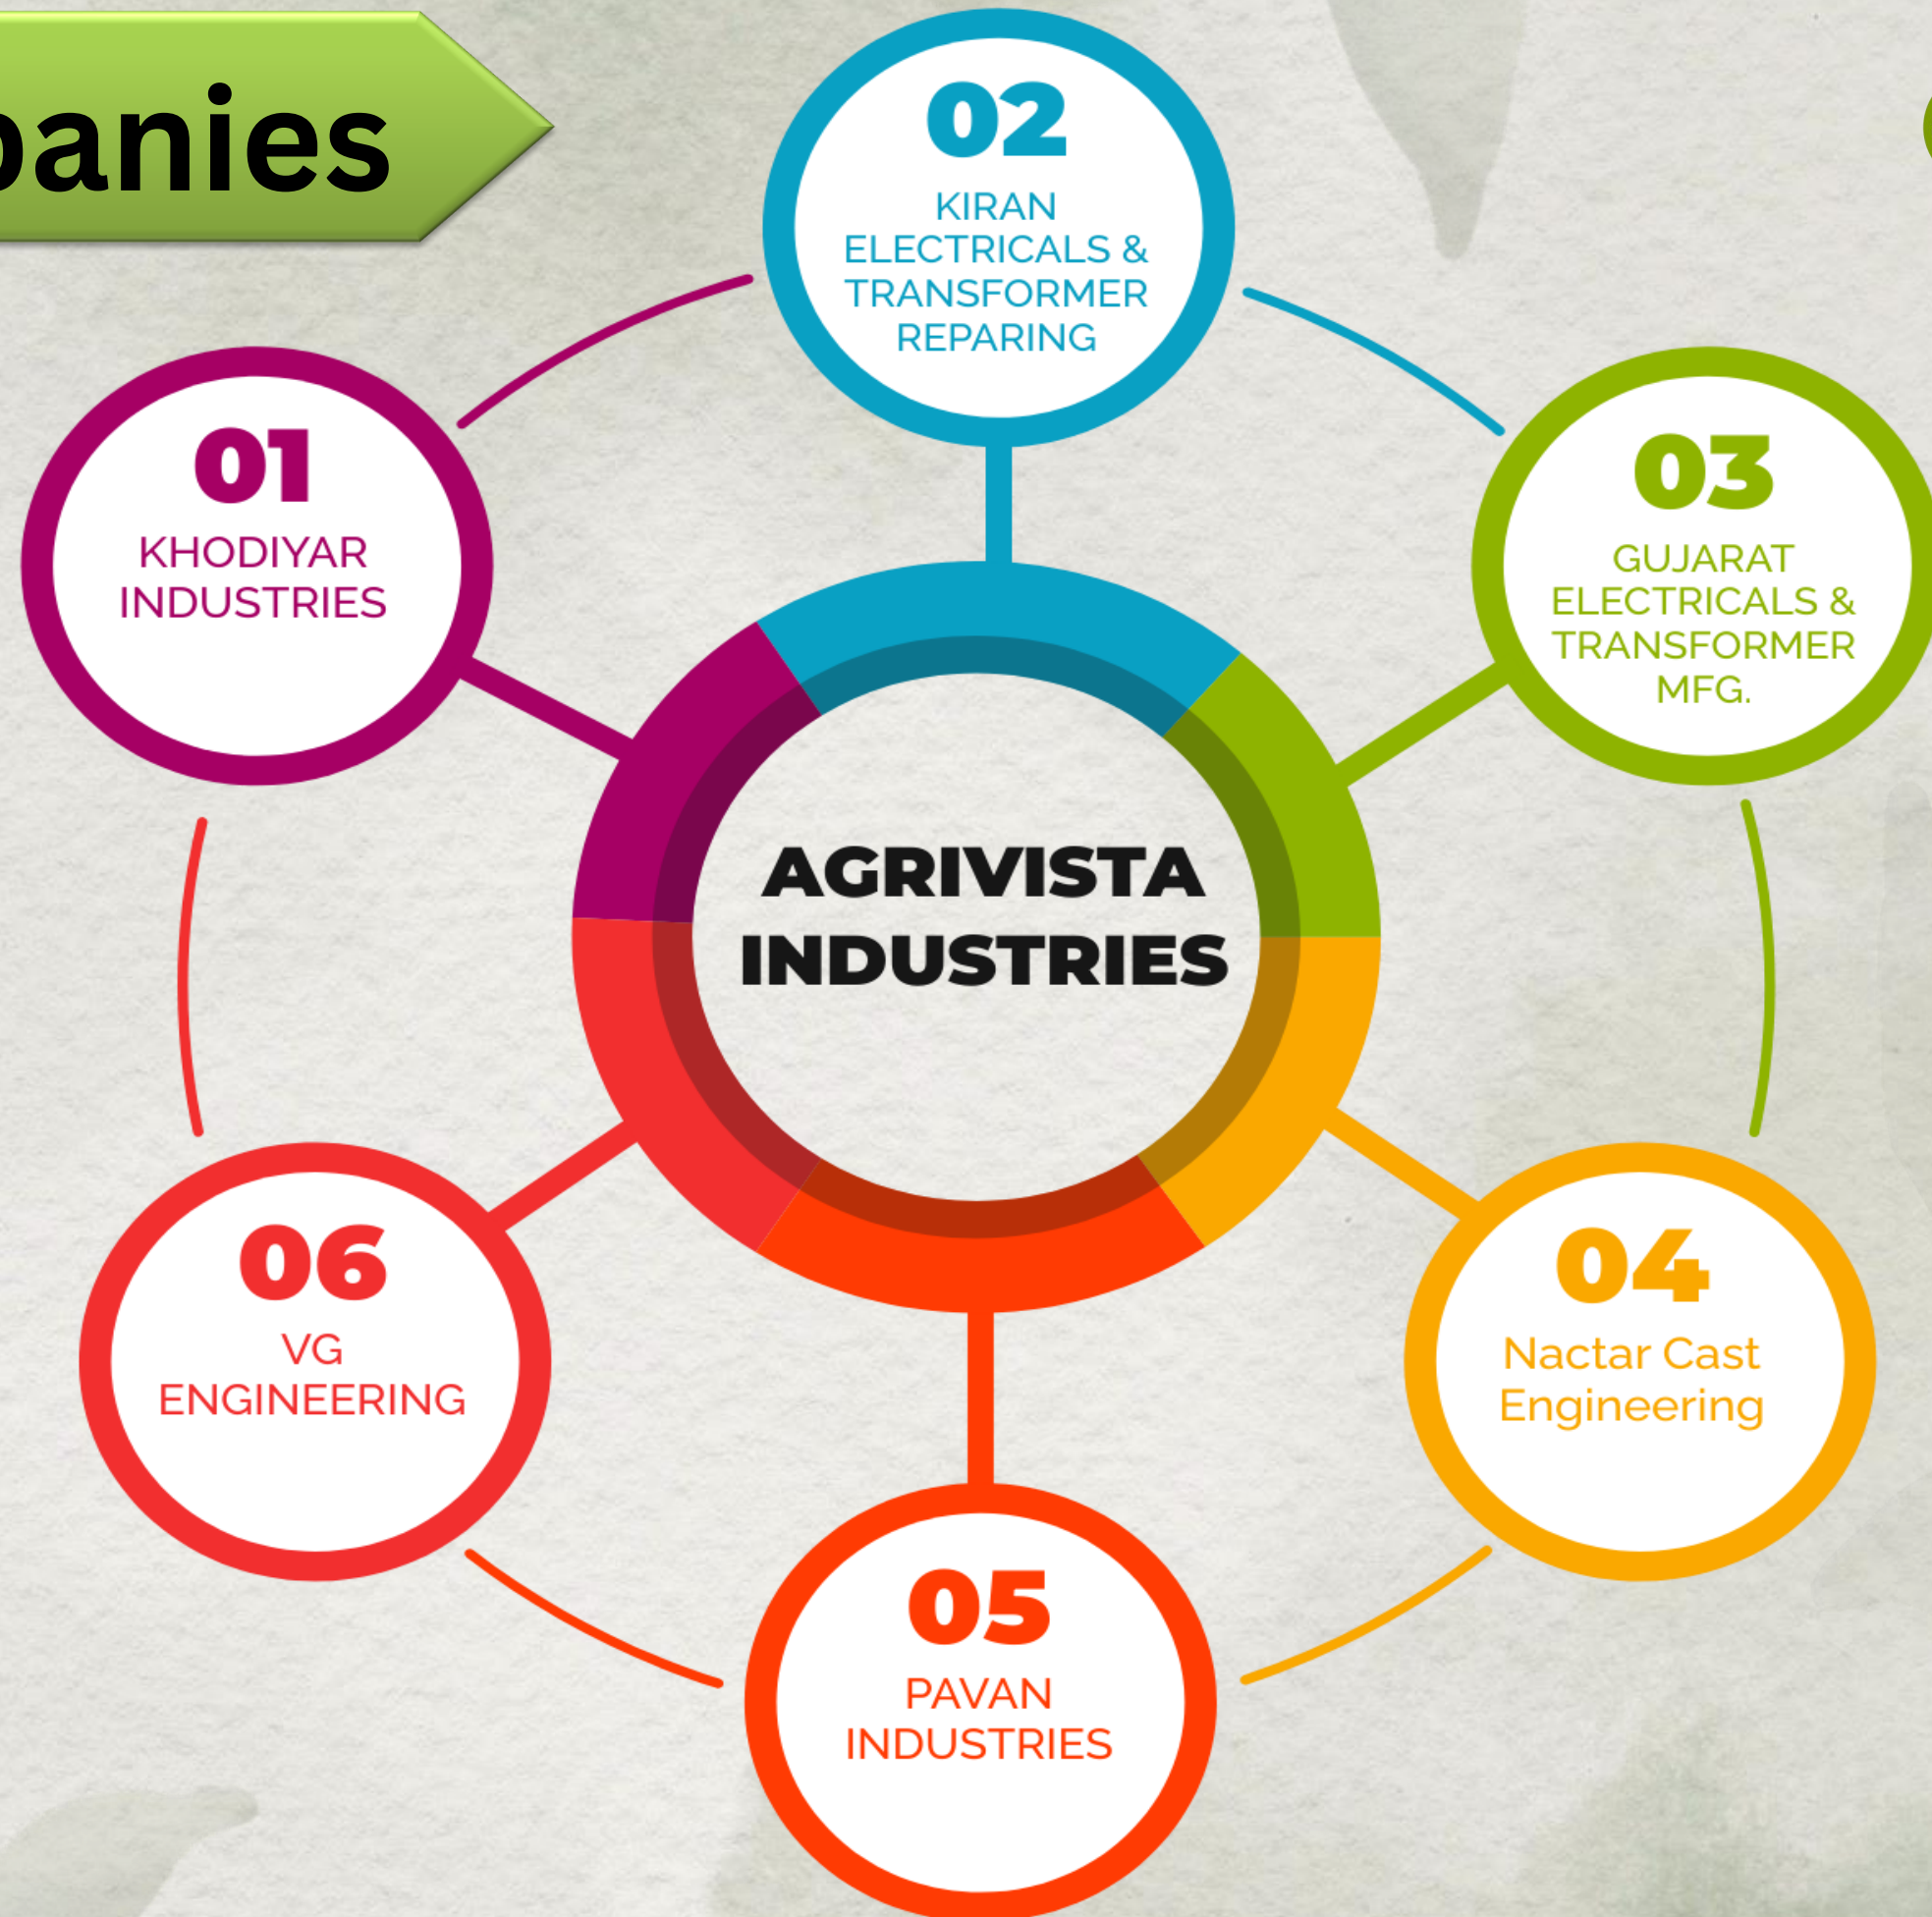 panies
02
KIRAN
ELECTRICALS &
TRANSFORMER
REPARING
01
KHODIYAR
INDUSTRIES
03
GUJARAT
ELECTRICALS &
TRANSFORMER
MFG.
AGRIVISTA
INDUSTRIES
06
VG
ENGINEERING
04
Nactar Cast
Engineering
05
PAVAN
INDUSTRIES